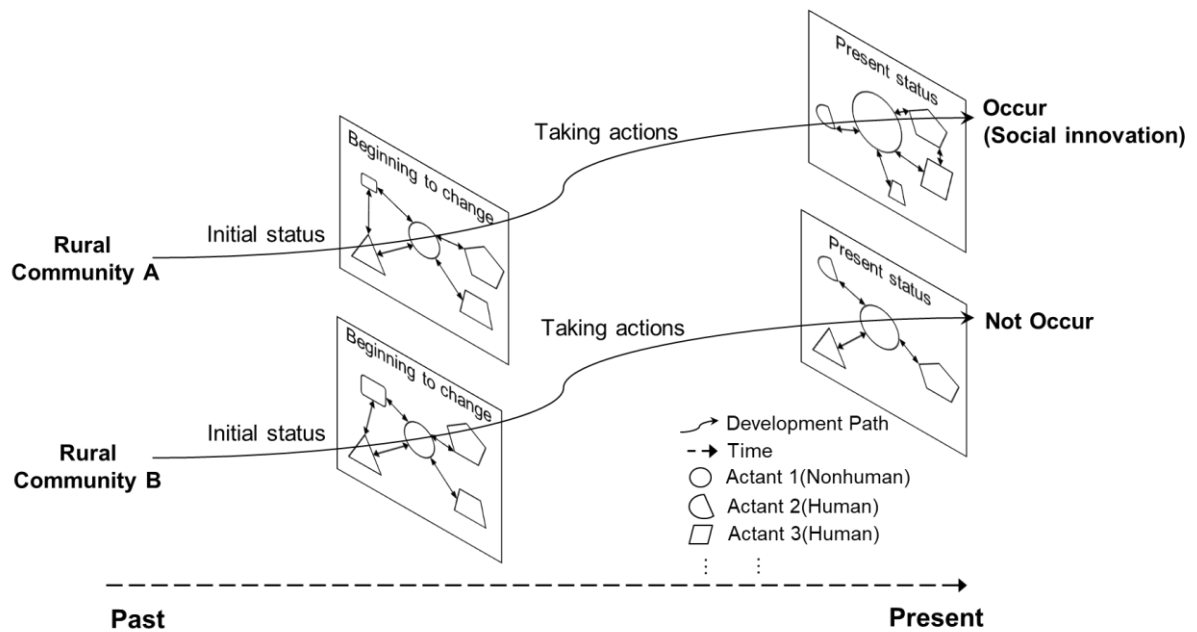 Present status
Occur
(Social innovation)
Taking actions
Beginning to change
Initial status
Rural
Community A
Present status
Not Occur
Taking actions
Beginning to change
Initial status
Rural
Community B
Development Path
Time
Actant 1(Nonhuman)
Actant 2(Human)
Actant 3(Human)
Past
Present